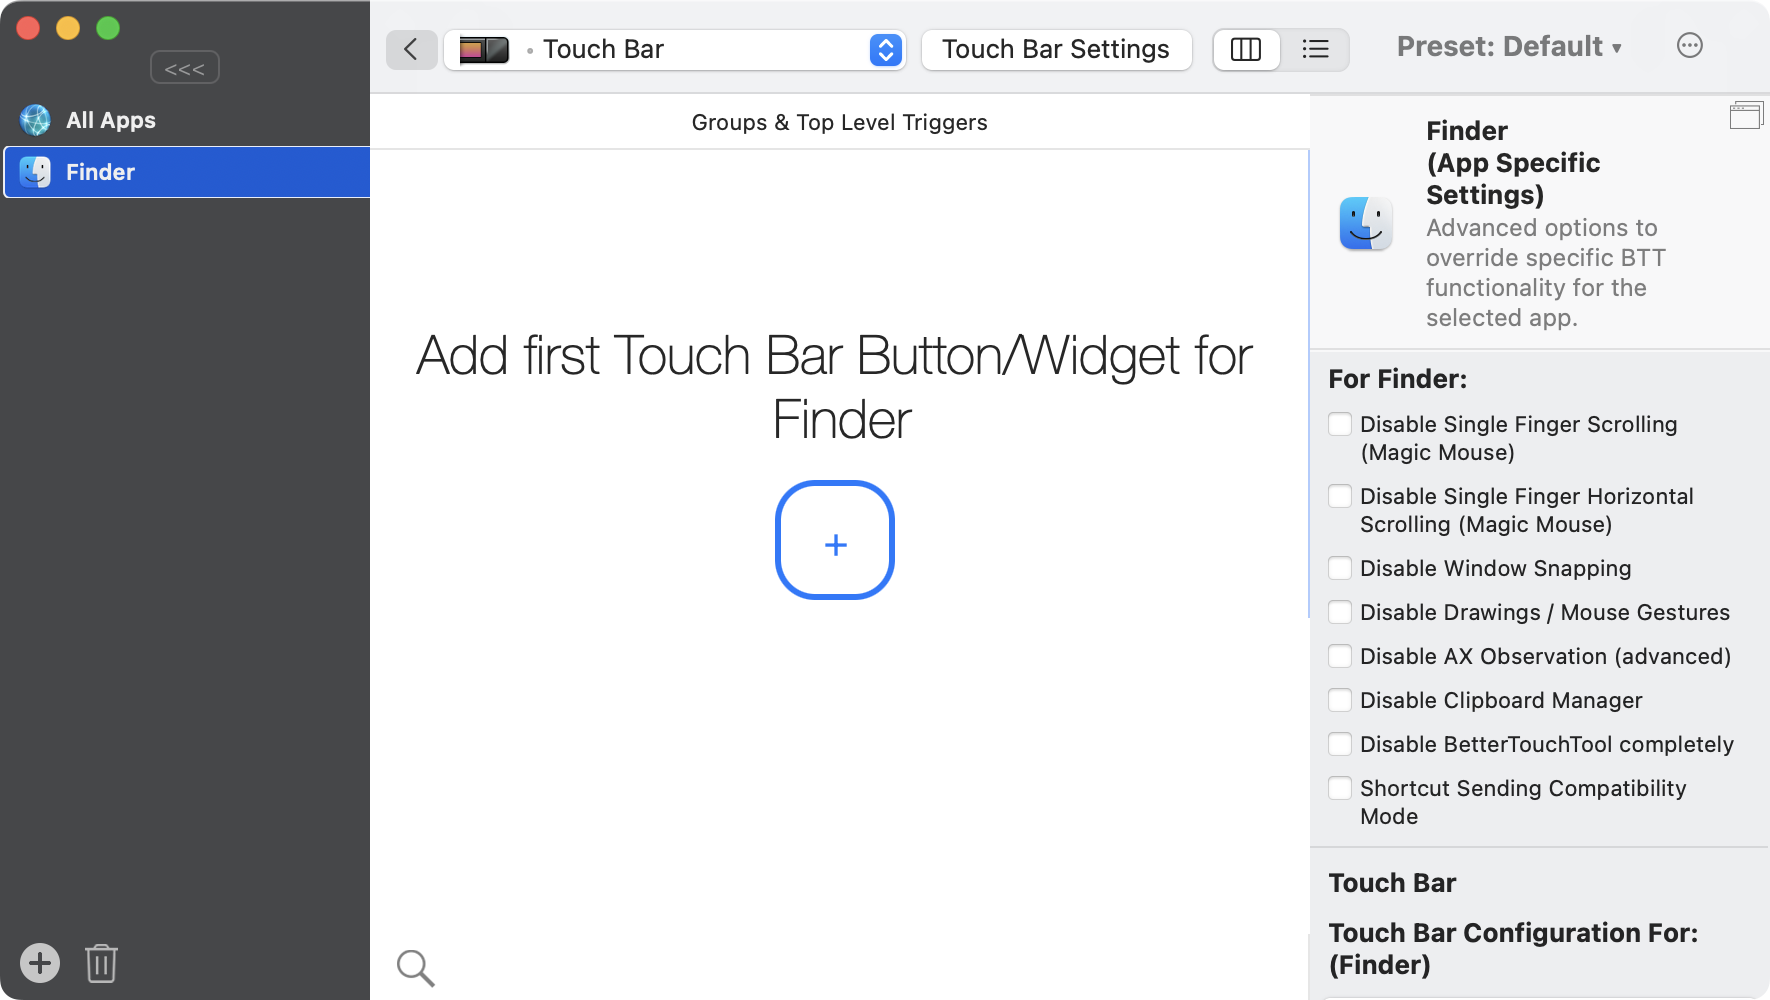 <<<
All Apps
Finder
Touch Bar
Touch Bar Settings
Preset: Default
Groups & Top Level Triggers
Add first Touch Bar Button/Widget for
Finder
+
Finder
(App Specific
Settings)
Advanced options to
override specific BTT
functionality for the
selected app.
For Finder:
Disable Single Finger Scrolling
(Magic Mouse)
Disable Single Finger Horizontal
Scrolling (Magic Mouse)
Disable Window Snapping
Disable Drawings / Mouse Gestures
Disable AX Observation (advanced)
Disable Clipboard Manager
Disable BetterTouchTool completely
Shortcut Sending Compatibility
Mode
Touch Bar
Touch Bar Configuration For:
(Finder)